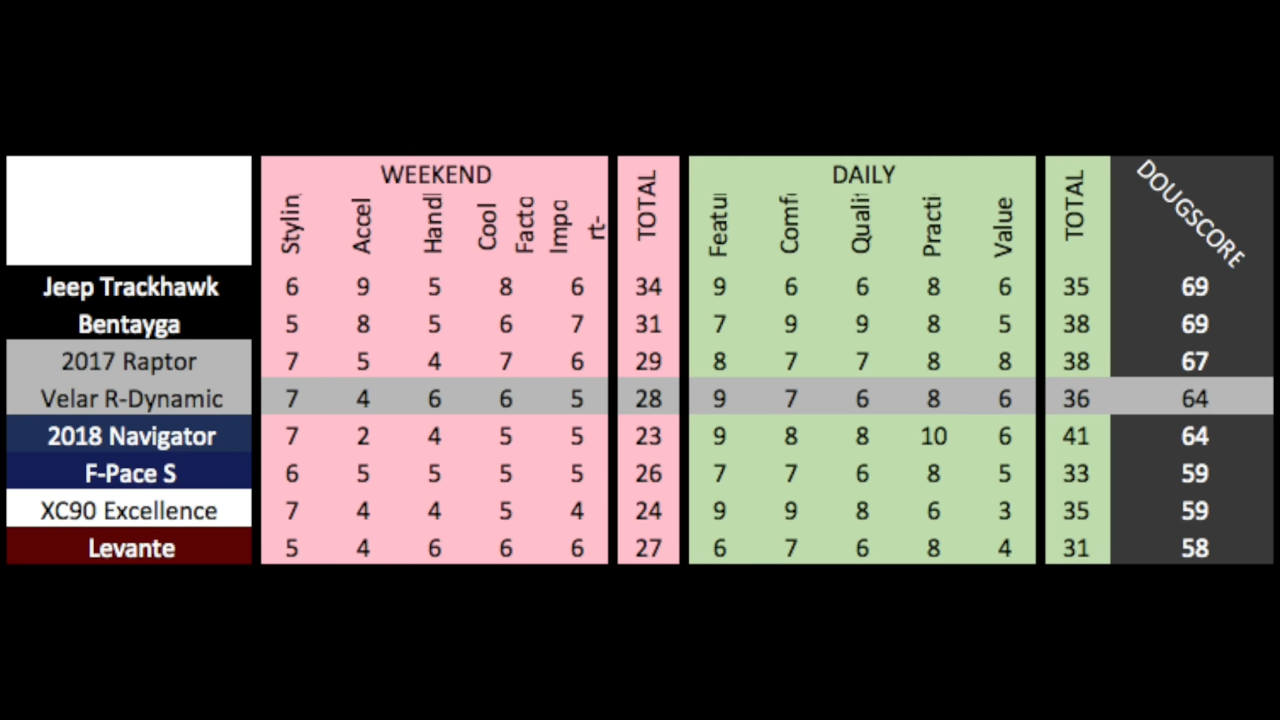 WEEKEND DAILY
Stylin Accel Handl Cool Facto Impo rt- TOTAL Featu Comf Quali Practi Value TOTAL DOUGSCORE
Jeep Trackhawk 6 9 5 8 6 34 9 6 6 8 6 35 69
Bentayga 5 8 5 6 7 31 7 9 9 8 5 38 69
2017 Raptor 7 5 4 7 6 29 8 7 7 8 8 38 67
Velar R-Dynamic 7 4 6 6 5 28 9 7 6 8 6 36 64
2018 Navigator 7 2 4 5 5 23 9 8 8 10 6 41 64
F-Pace S 6 5 5 5 5 26 7 7 6 8 5 33 59
XC90 Excellence 7 4 4 5 4 24 9 9 8 6 3 35 59
Levante 5 4 6 6 6 27 6 7 6 8 4 31 58